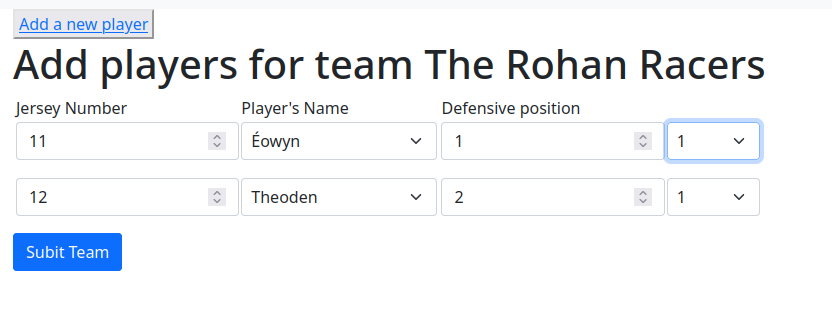 Add a new player
Add players for team The Rohan Racers
Jersey Number Player's Name Defensive position
11 Éowyn 1 1
12 Theoden 2 1
Subit Team